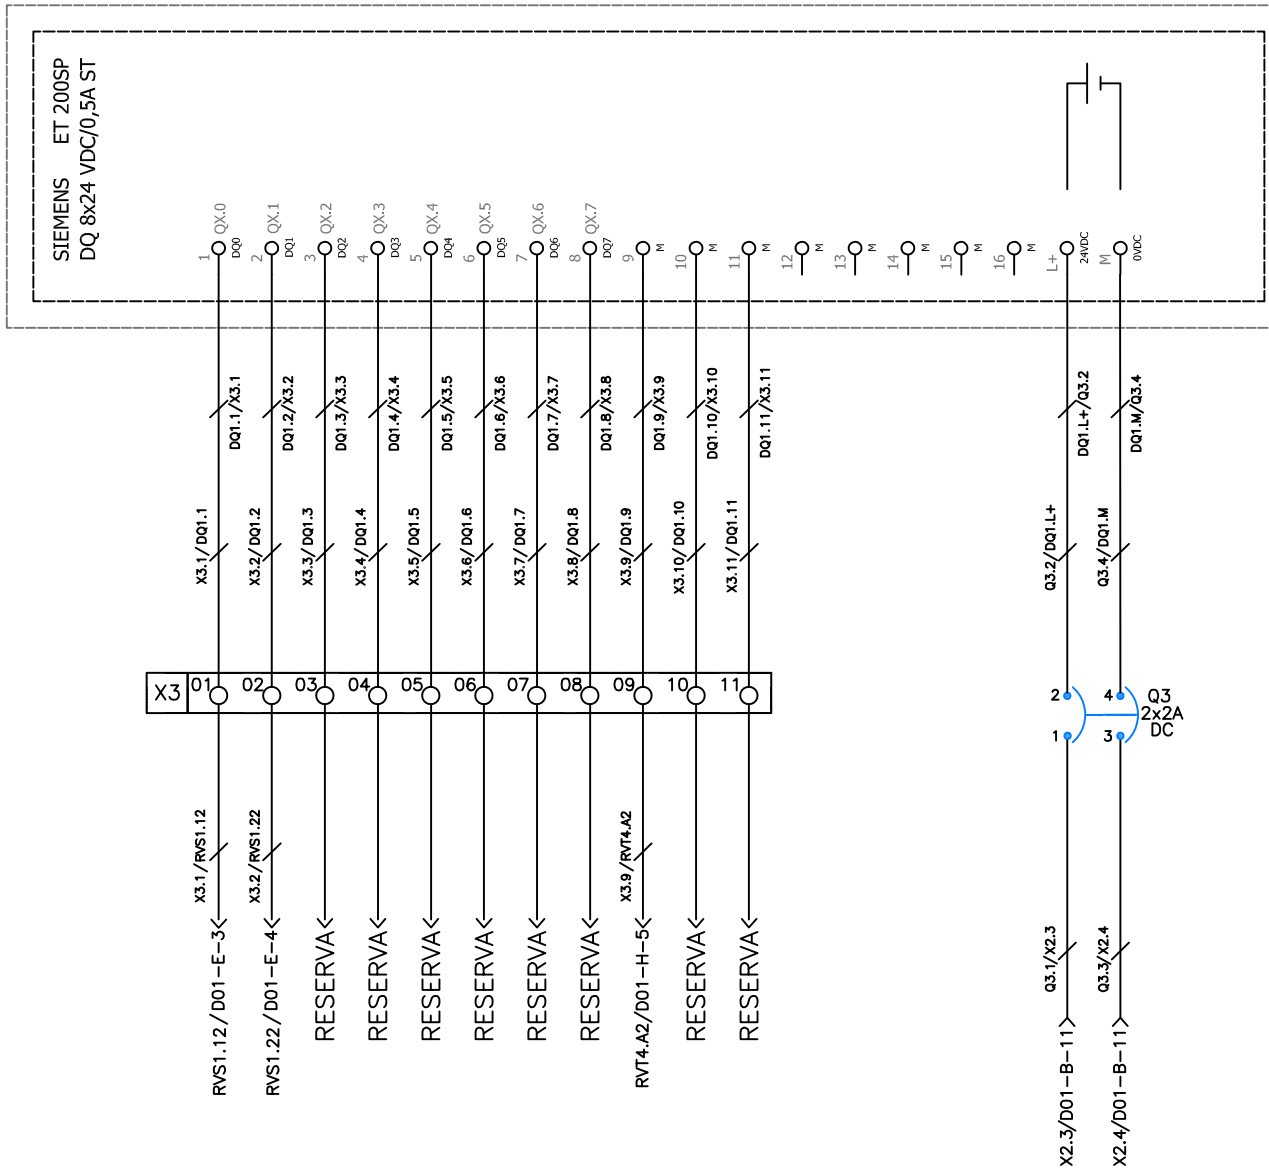 SIEMENS ET 200SP
DQ 8x24 VDC/0,5A ST
QX.0
QX.1
QX.2
QX.3
QX.4
QX.5
QX.6
QX.7
1
DQ0
2
DQ1
3
DQ2
4
DQ3
5
DQ4
6
DQ5
7
DQ6
8
DQ7
9
M
10
M
11
M
12
M
13
M
14
M
15
M
16
M
L+
24VDC
M
0VDC
DQ1.1/X3.1
DQ1.2/X3.2
DQ1.3/X3.3
DQ1.4/X3.4
DQ1.5/X3.5
DQ1.6/X3.6
DQ1.7/X3.7
DQ1.8/X3.8
DQ1.9/X3.9
DQ1.10/X3.10
DQ1.11/X3.11
DQ1.L+/Q3.2
DQ1.M/Q3.4
X3.1/DQ1.1
X3.2/DQ1.2
X3.3/DQ1.3
X3.4/DQ1.4
X3.5/DQ1.5
X3.6/DQ1.6
X3.7/DQ1.7
X3.8/DQ1.8
X3.9/DQ1.9
X3.10/DQ1.10
X3.11/DQ1.11
Q3.2/DQ1.L+
Q3.4/DQ1.M
X3
01
02
03
04
05
06
07
08
09
10
11
2
4
Q3
2x2A
DC
1
3
X3.1/RVS1.12
X3.2/RVS1.22
X3.9/RVT4.A2
Q3.1/X2.3
Q3.3/X2.4
RVS1.12/D01-E-3
RVS1.22/D01-E-4
RESERVA
RESERVA
RESERVA
RESERVA
RESERVA
RESERVA
RVT4.A2/D01-H-5
RESERVA
RESERVA
X2.3/D01-B-11
X2.4/D01-B-11